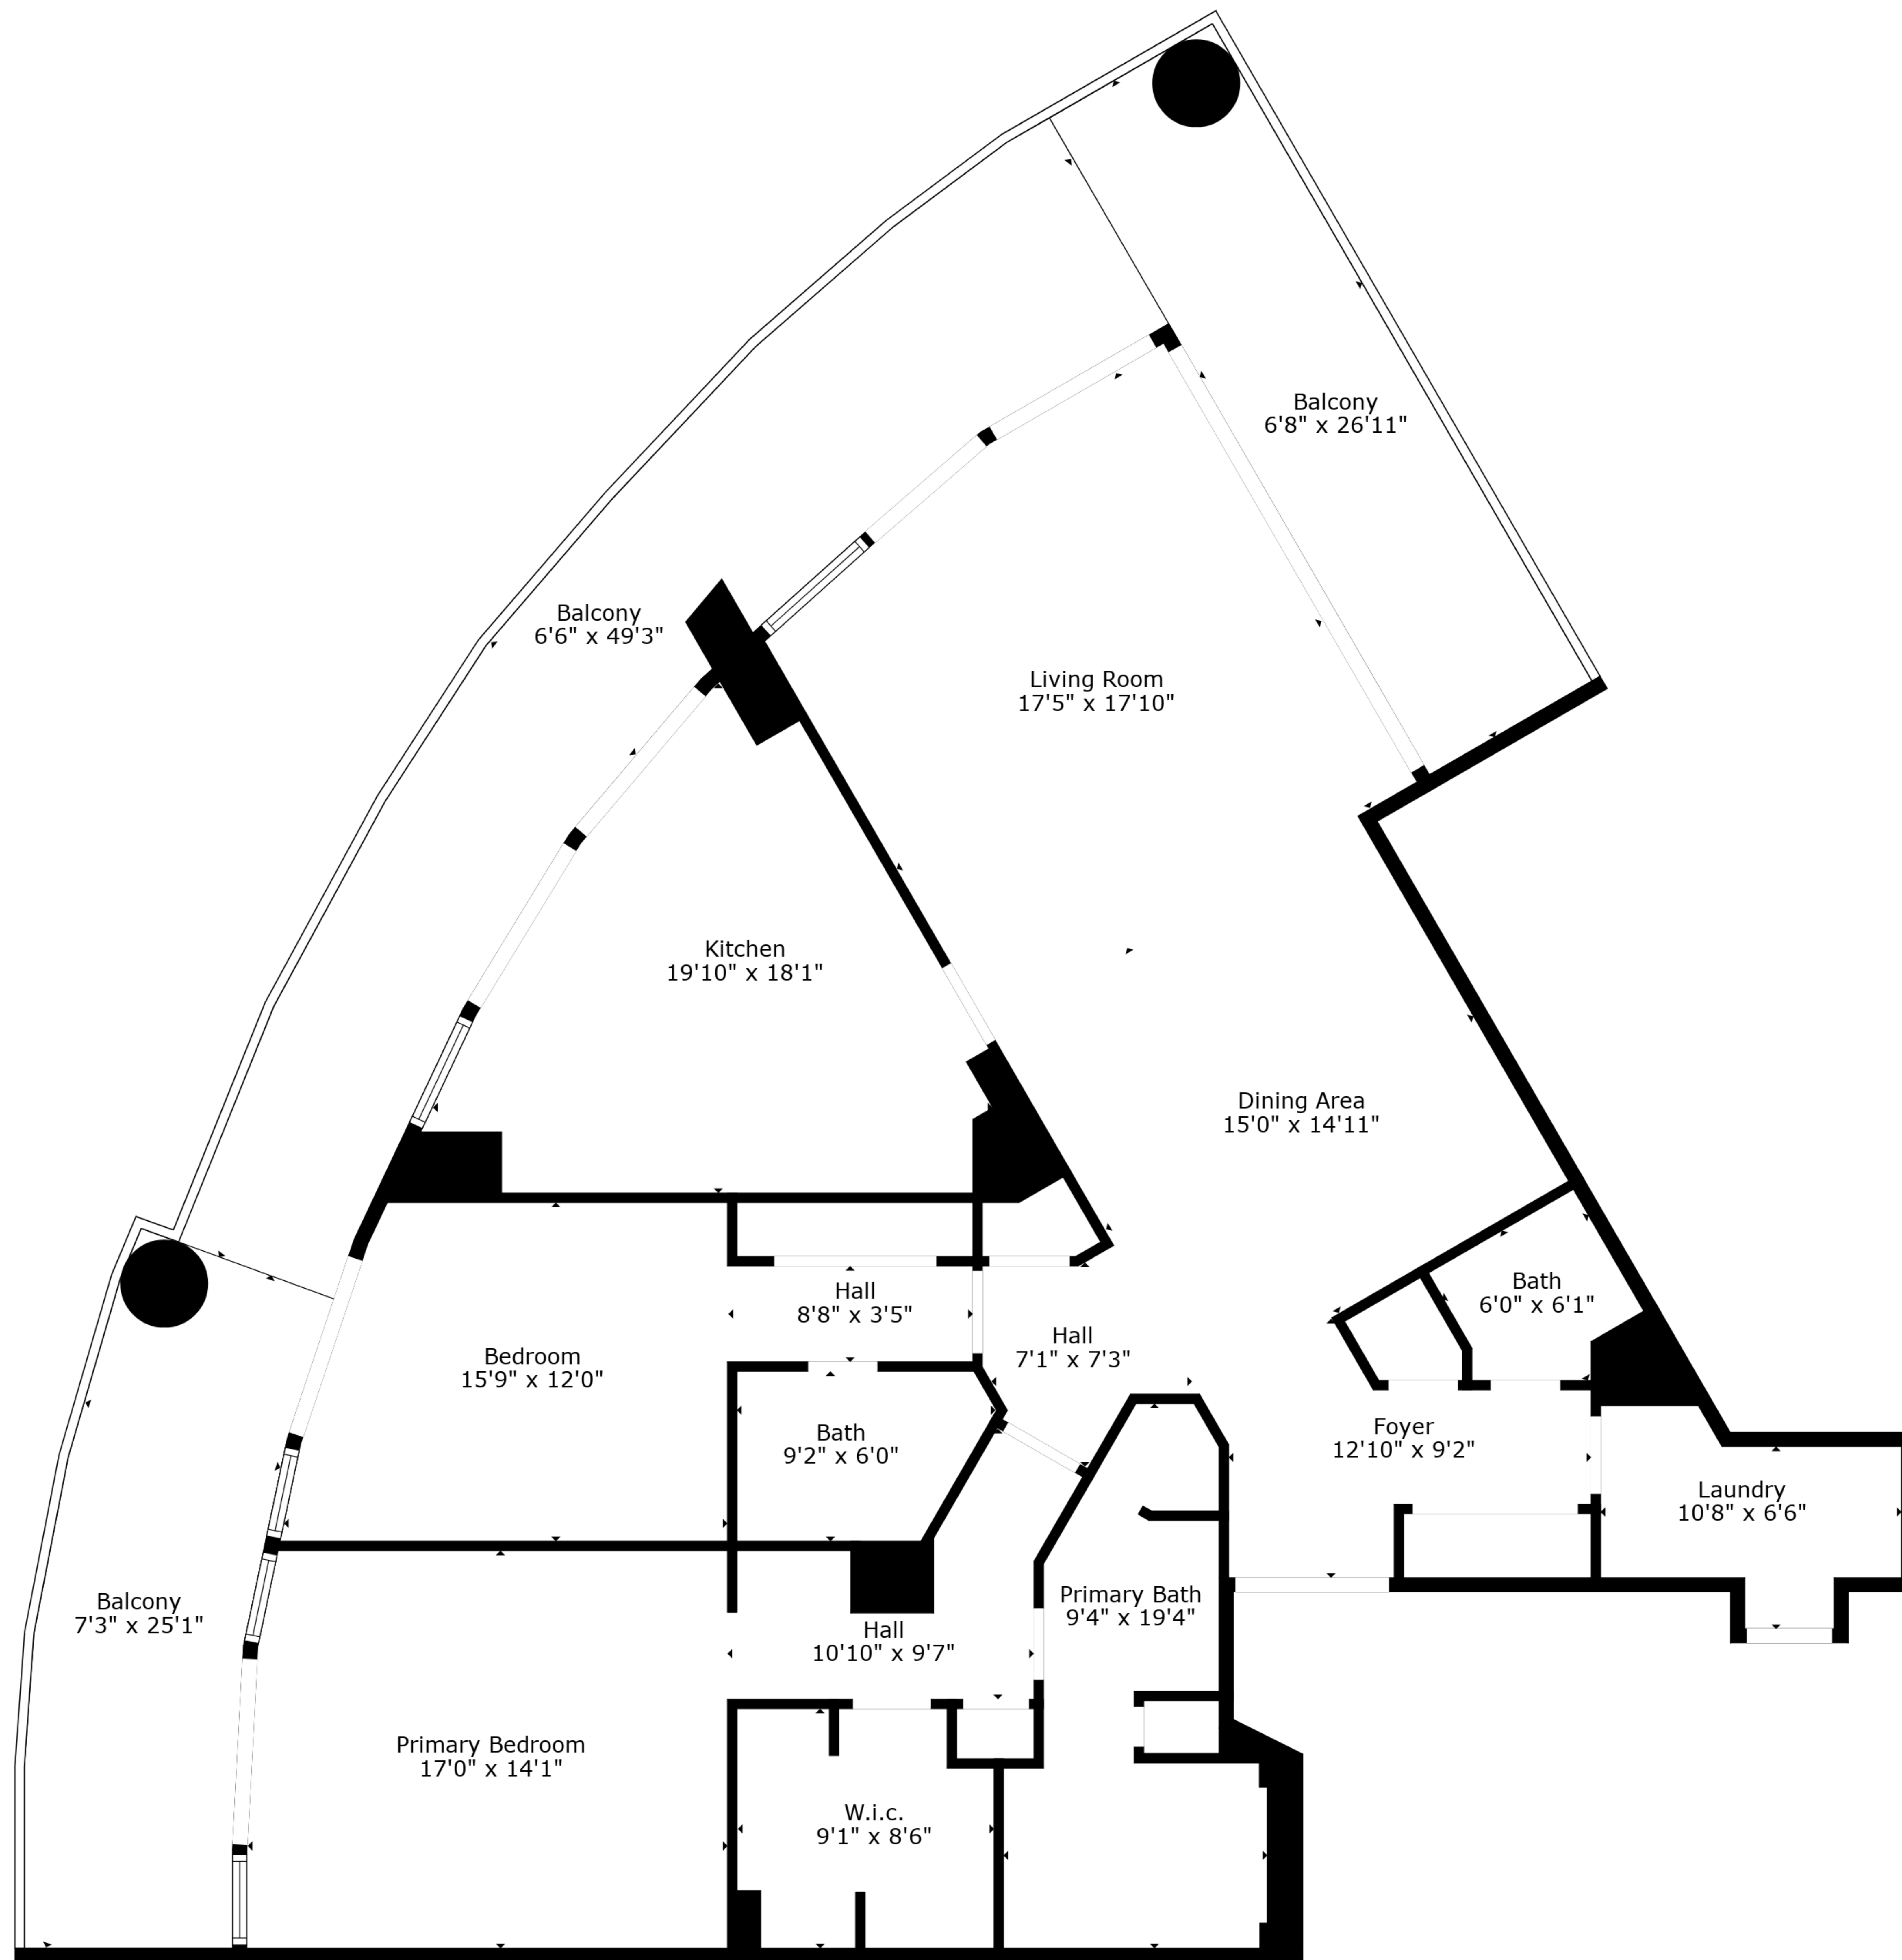 Balcony
6'8" x 26'11"
Balcony
6'6" x 49'3"
Living Room
17'5" x 17'10"
Kitchen
19'10" x 18'1"
Dining Area
15'0" x 14'11"
Bath
6'0" x 6'1"
Hall
8'8" x 3'5"
Hall
7'1" x 7'3"
Bedroom
15'9" x 12'0"
Foyer
12'10" x 9'2"
Bath
9'2" x 6'0"
Laundry
10'8" x 6'6"
Primary Bath
9'4" x 19'4"
Balcony
7'3" x 25'1"
Hall
10'10" x 9'7"
Primary Bedroom
17'0" x 14'1"
W.i.c.
9'1" x 8'6"